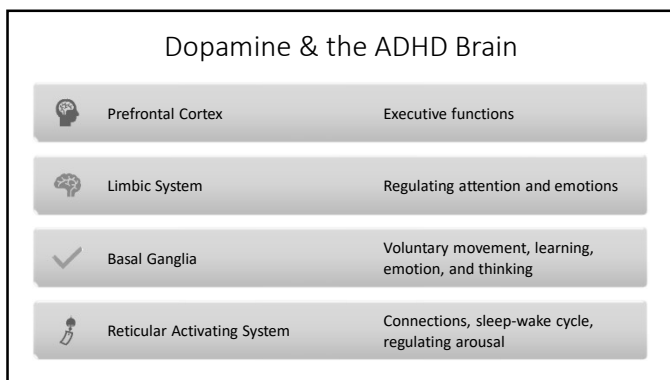 Dopamine & the ADHD Brain
Prefrontal Cortex
Executive functions
Limbic System
Regulating attention and emotions
Basal Ganglia
Voluntary movement, learning,
emotion, and thinking
Reticular Activating System
Connections, sleep-wake cycle,
regulating arousal